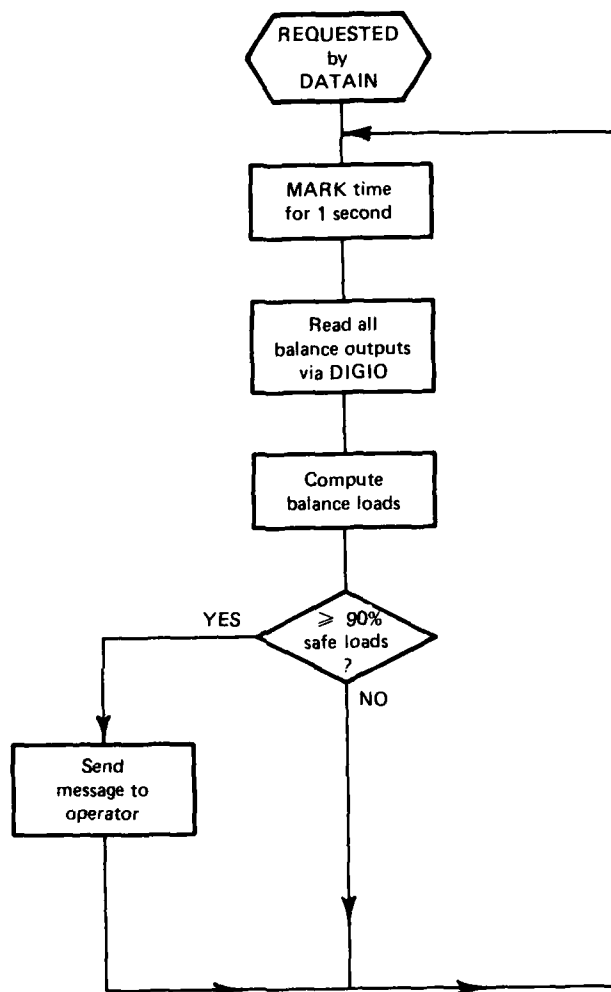 REQUESTED
by
DATAIN
MARK time
for 1 second
Read all
balance outputs
via DIGIO
Compute
balance loads
⩾ 90%
safe loads
?
YES
NO
Send
message to
operator